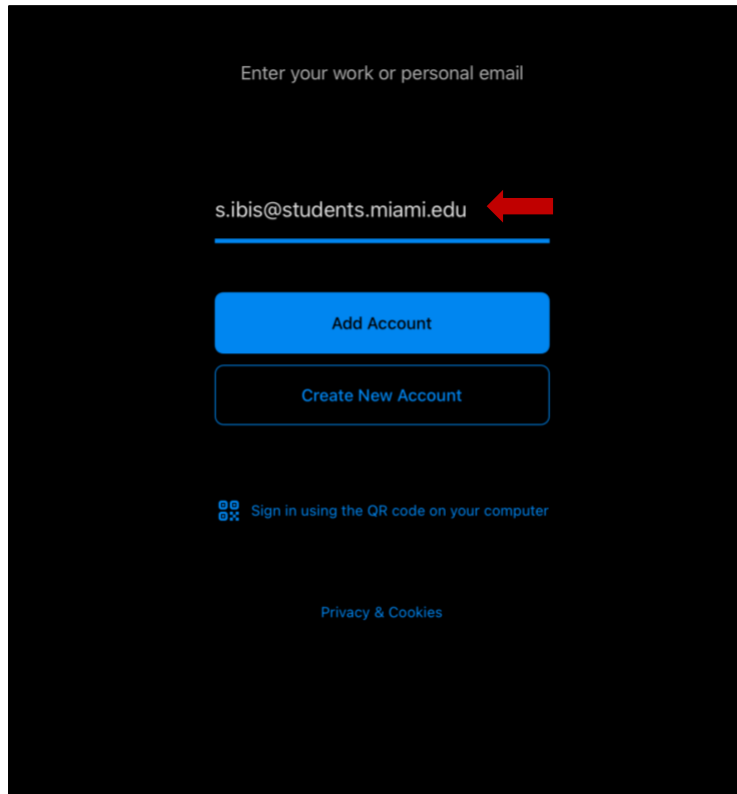 Enter your work or personal email
s.ibis@students.miami.edu
Add Account
Create New Account
Sign in using the QR code on your computer
Privacy & Cookies